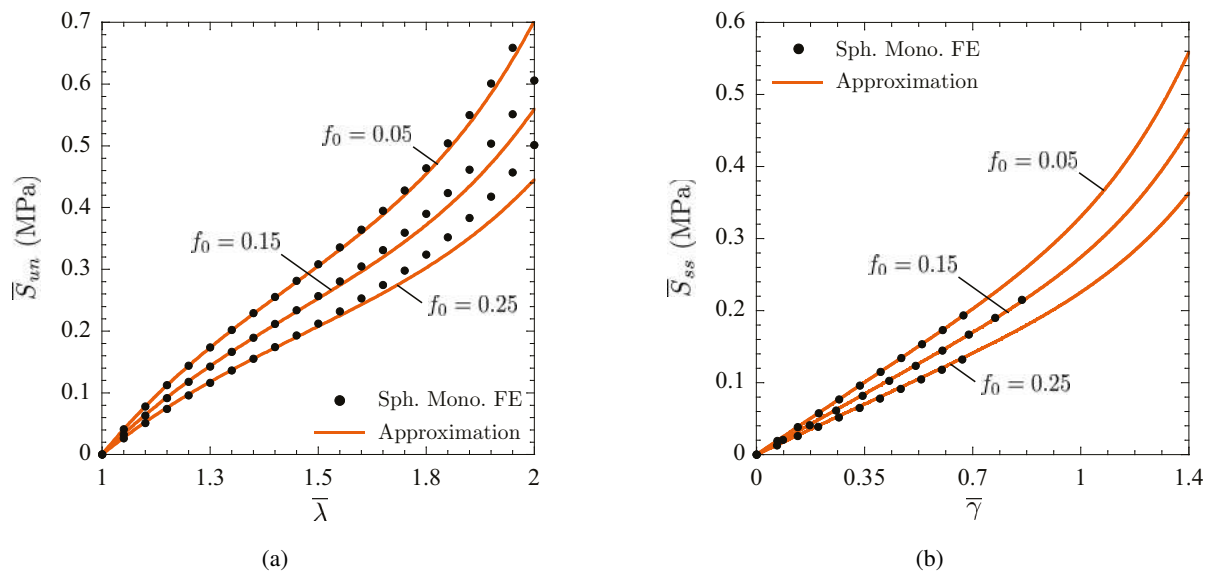 0.7
0.6
0.5
0.4
0.3
0.2
0.1
0
S̅un (MPa)
f0 = 0.05
f0 = 0.15
f0 = 0.25
Sph. Mono. FE
Approximation
1
1.3
1.5
1.8
2
λ̅
(a)
0.6
0.5
0.4
0.3
0.2
0.1
0
S̅ss (MPa)
Sph. Mono. FE
Approximation
f0 = 0.05
f0 = 0.15
f0 = 0.25
0
0.35
0.7
1
1.4
γ̅
(b)